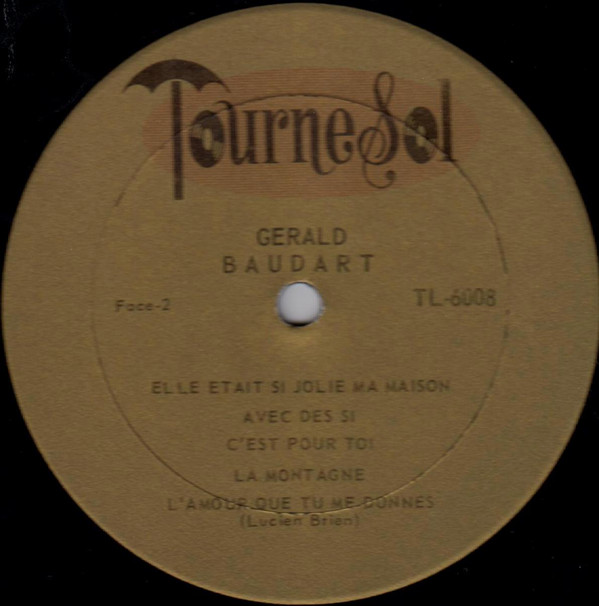 TourneSol
GERALD
BAUDART
Face-2
TL-6008
ELLE ETAIT SI JOLIE MA MAISON
AVEC DES SI
C'EST POUR TOI
LA MONTAGNE
L'AMOUR QUE TU ME DONNES
(Lucien Brien)